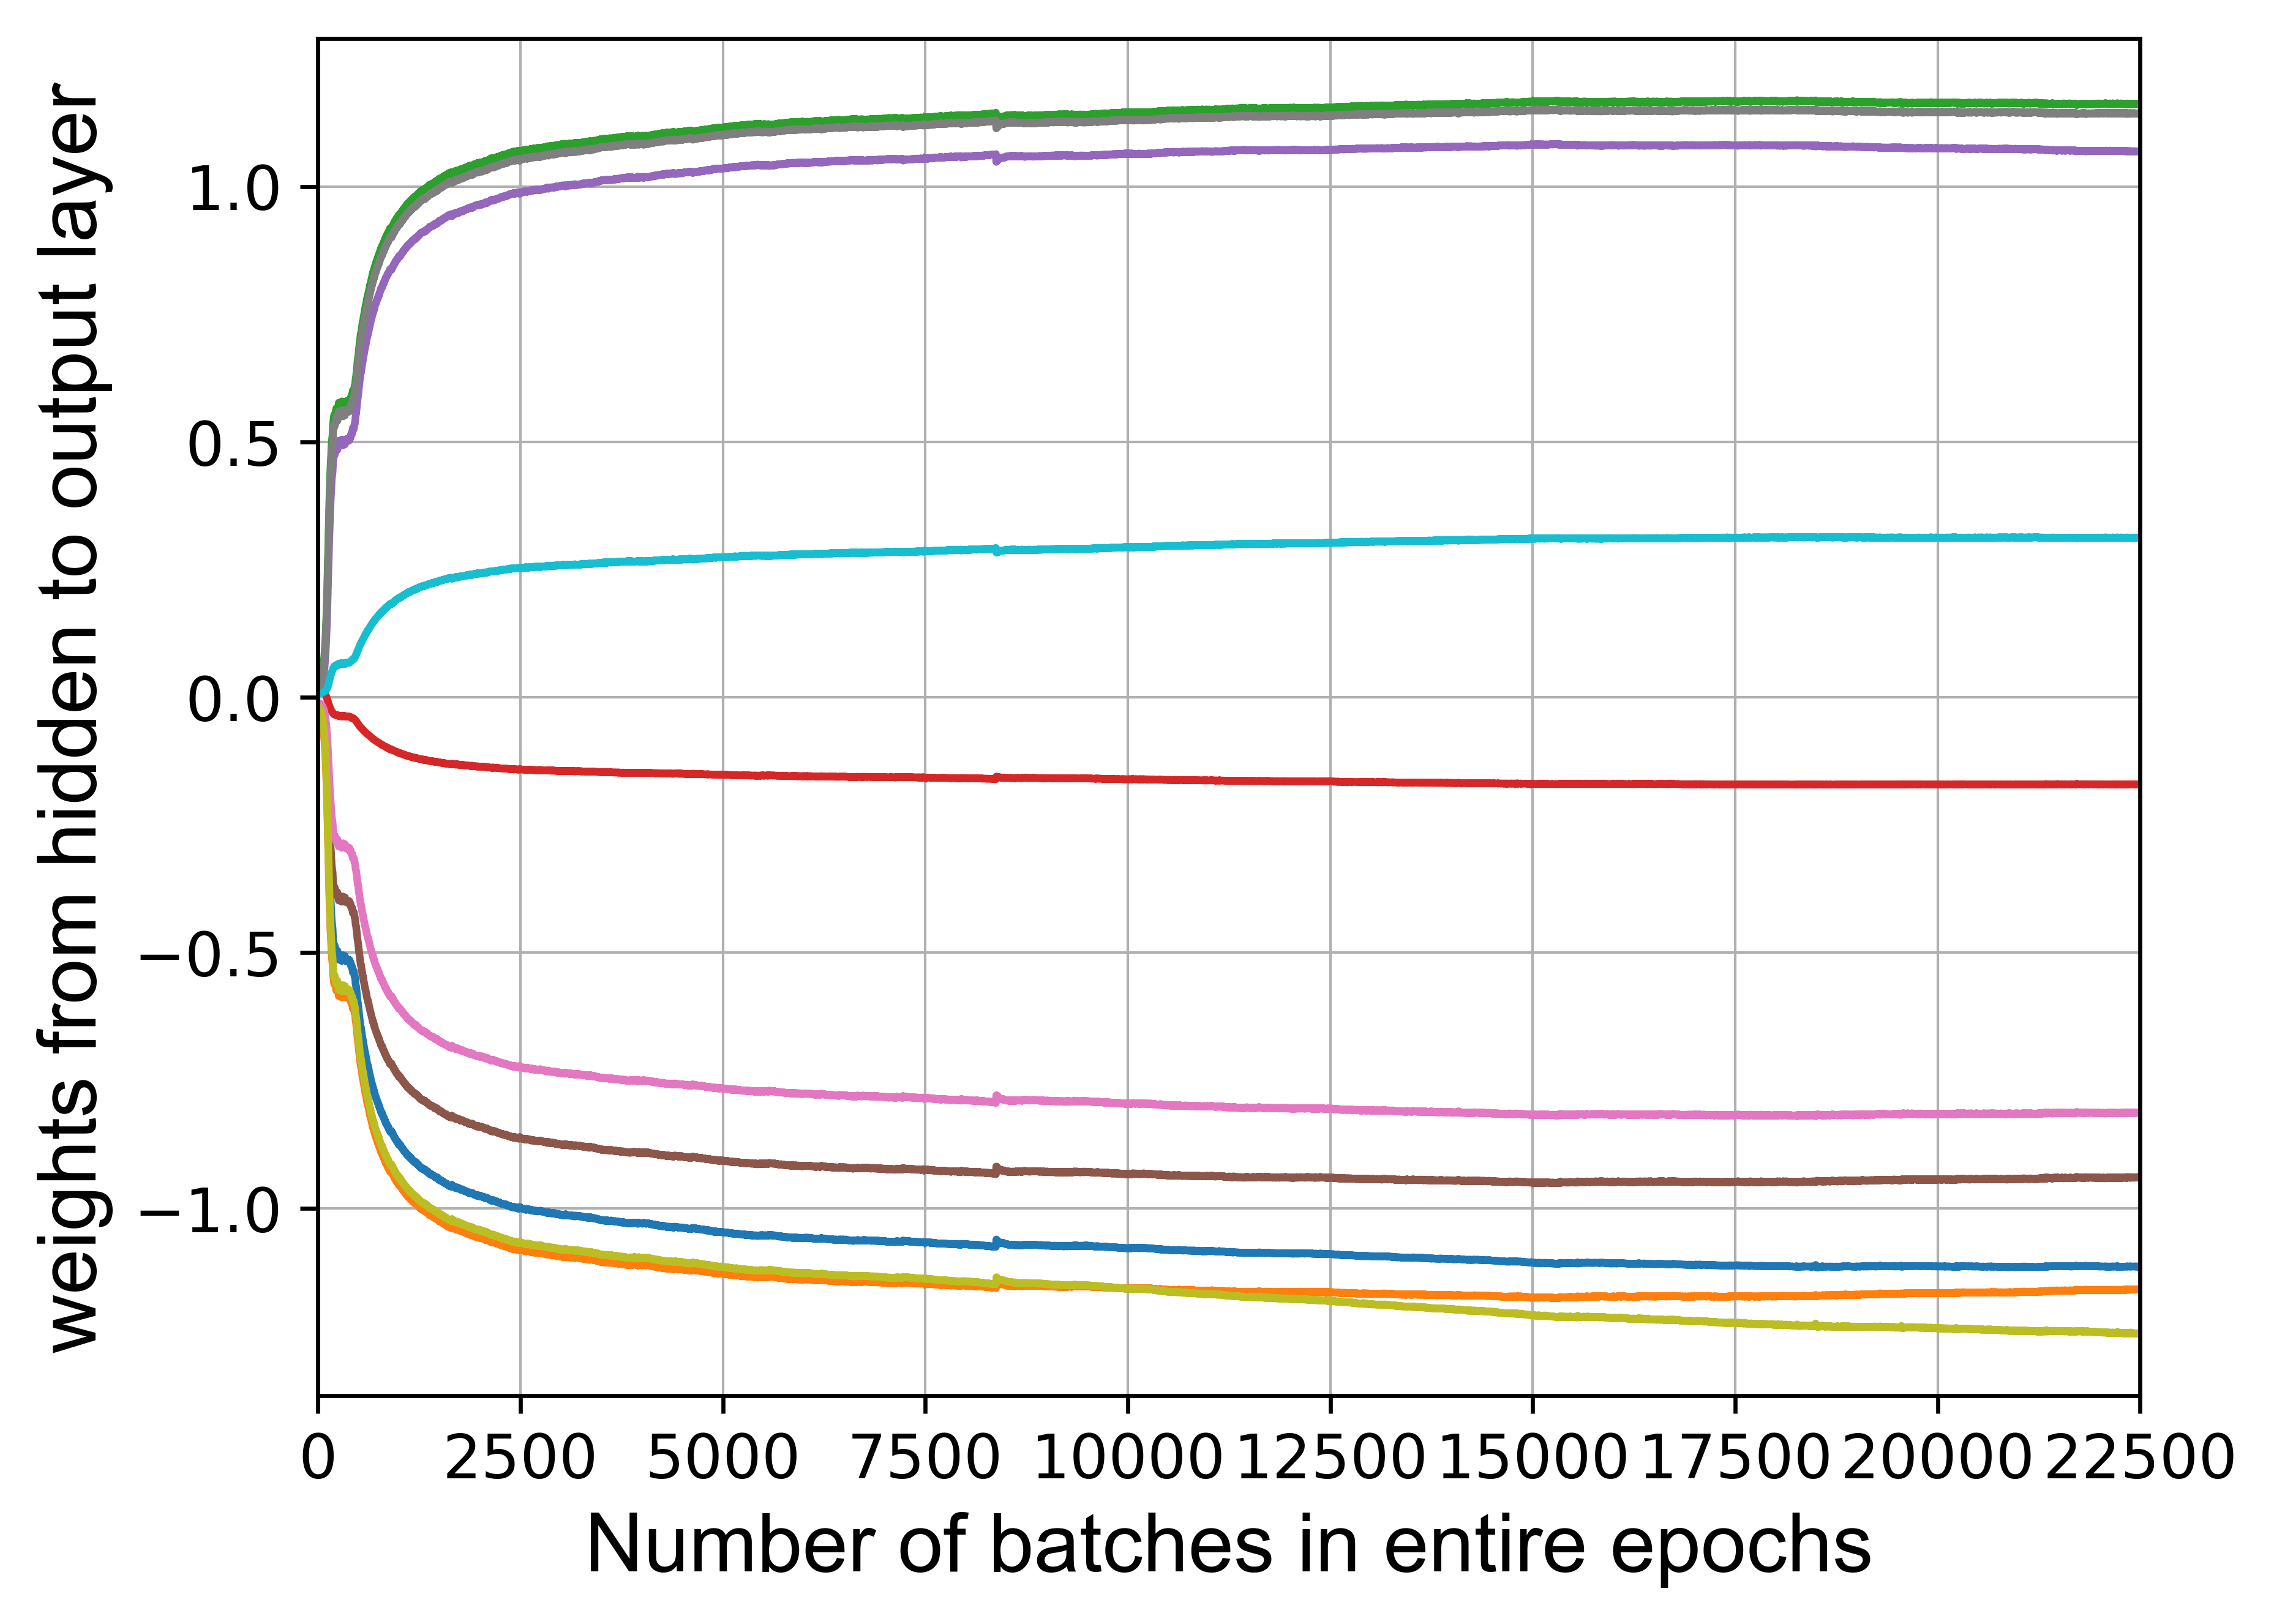 weights from hidden to output layer
1.0
0.5
0.0
−0.5
−1.0
0 2500 5000 7500 10000 12500 15000 17500 20000 22500
Number of batches in entire epochs